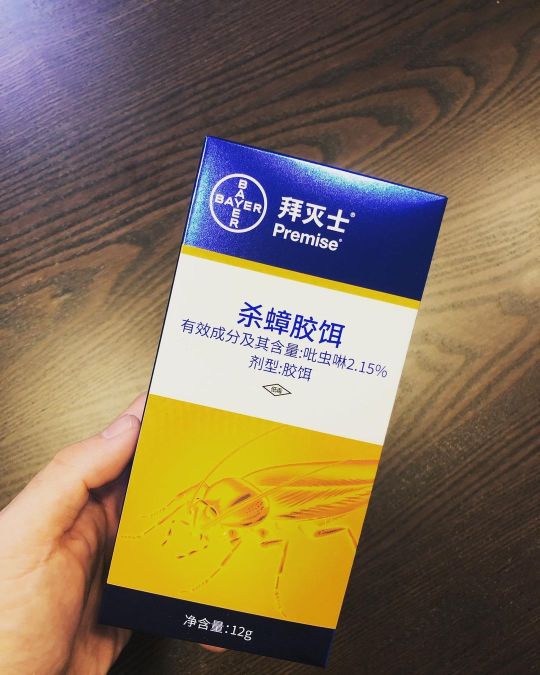 BAYER
BAYER
拜灭士®
Premise®
杀蟑胶饵
有效成分及其含量:吡虫啉2.15%
剂型:胶饵
净含量:12g